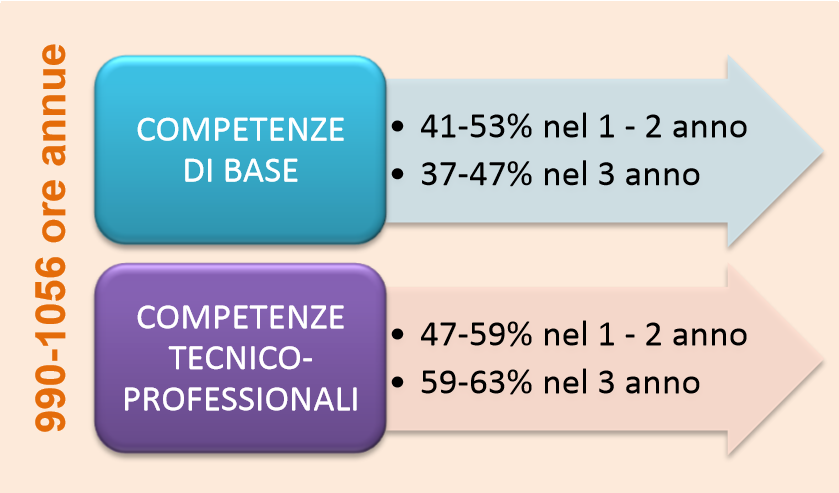 990-1056 ore annue
COMPETENZE
DI BASE
• 41-53% nel 1 - 2 anno
• 37-47% nel 3 anno
COMPETENZE
TECNICO-
PROFESSIONALI
• 47-59% nel 1 - 2 anno
• 59-63% nel 3 anno